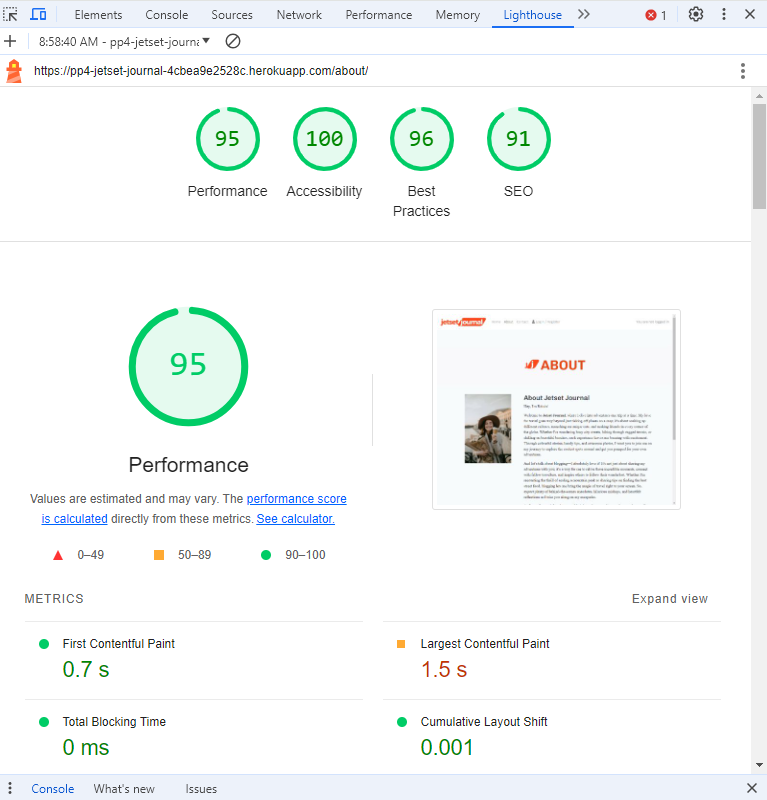 Elements Console Sources Network Performance Memory Lighthouse 1
8:58:40 AM - pp4-jetset-journa
https://pp4-jetset-journal-4cbea9e2528c.herokuapp.com/about/
95 100 96 91
Performance Accessibility Best Practices SEO
95
Performance
Values are estimated and may vary. The performance score
is calculated directly from these metrics. See calculator.
0–49 50–89 90–100
jetset journal
ABOUT
About Jetset Journal
METRICS Expand view
First Contentful Paint
0.7 s
Largest Contentful Paint
1.5 s
Total Blocking Time
0 ms
Cumulative Layout Shift
0.001
Console What's new Issues